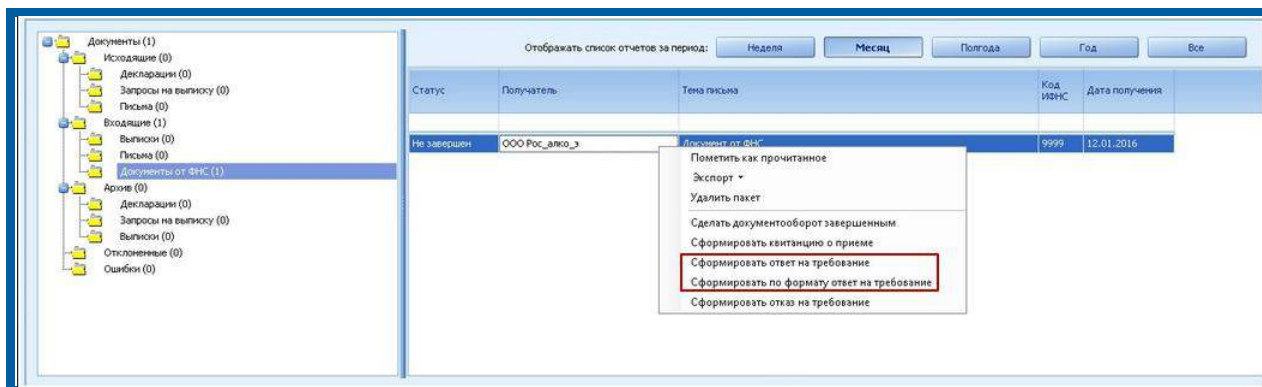 Документы (1)
Исходящие (0)
Декларации (0)
Запросы на выписку (0)
Письма (0)
Входящие (1)
Выписки (0)
Письма (0)
Документы от ФНС (1)
Архив (0)
Декларации (0)
Запросы на выписку (0)
Выписки (0)
Отклоненные (0)
Ошибки (0)
Отображать список отчетов за период: Неделя Месяц Полгода Год Все
Статус Получатель Тема письма Код ИФНС Дата получения
Не завершен ООО Рос_алко_э Документ от ФНС 9999 12.01.2016
Пометить как прочитанное
Экспорт
Удалить пакет
Сделать документооборот завершенным
Сформировать квитанцию о приеме
Сформировать ответ на требование
Сформировать по формату ответ на требование
Сформировать отказ на требование